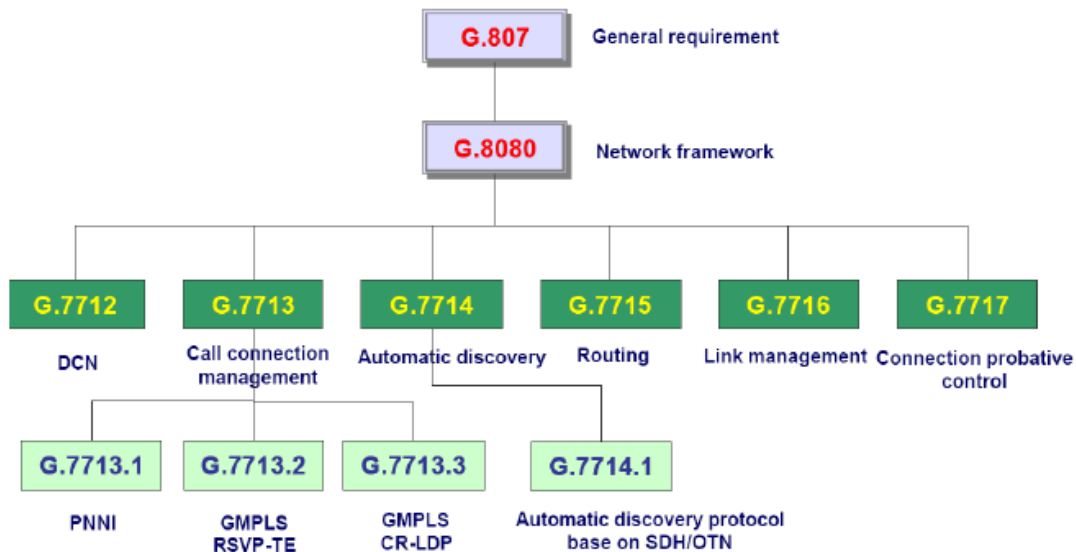 G.807
General requirement
G.8080
Network framework
G.7712
G.7713
G.7714
G.7715
G.7716
G.7717
DCN
Call connection
management
Automatic discovery
Routing
Link management
Connection probative
control
G.7713.1
G.7713.2
G.7713.3
G.7714.1
PNNI
GMPLS
RSVP-TE
GMPLS
CR-LDP
Automatic discovery protocol
base on SDH/OTN